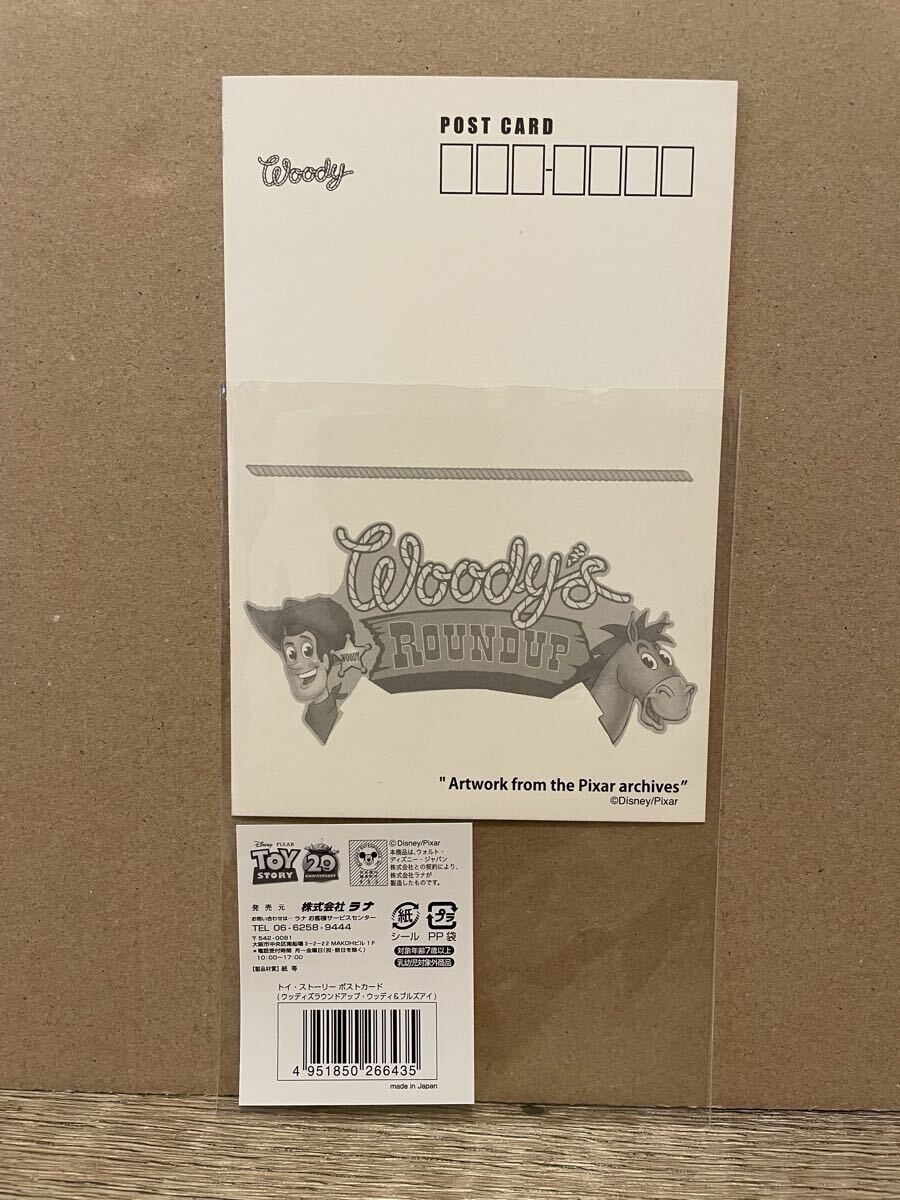 POST CARD
Woody
Woody's
ROUNDUP
WOODY
" Artwork from the Pixar archives"
©Disney/Pixar
Disney PIXAR
TOY
STORY
20
ANNIVERSARY
©Disney/Pixar
本商品は、ウォルト・
ディズニー・ジャパン
株式会社との契約により、
株式会社ラナが
製造したものです。
発売元 株式会社 ラナ
お問い合わせは… ラナ お客様サービスセンター
TEL 06-6258-9444
〒542-0081
大阪市中央区南船場3-2-22 MAKOHビル1F
*電話受付時間 月~金曜日(祝・祭日を除く)
10:00~17:00
【製品材質】紙 等
紙
シール
プラ
PP 袋
対象年齢7歳以上
乳幼児対象外商品
トイ・ストーリー ポストカード
(ウッディズラウンドアップ・ウッディ&ブルズアイ)
4 951850 266435
made in Japan